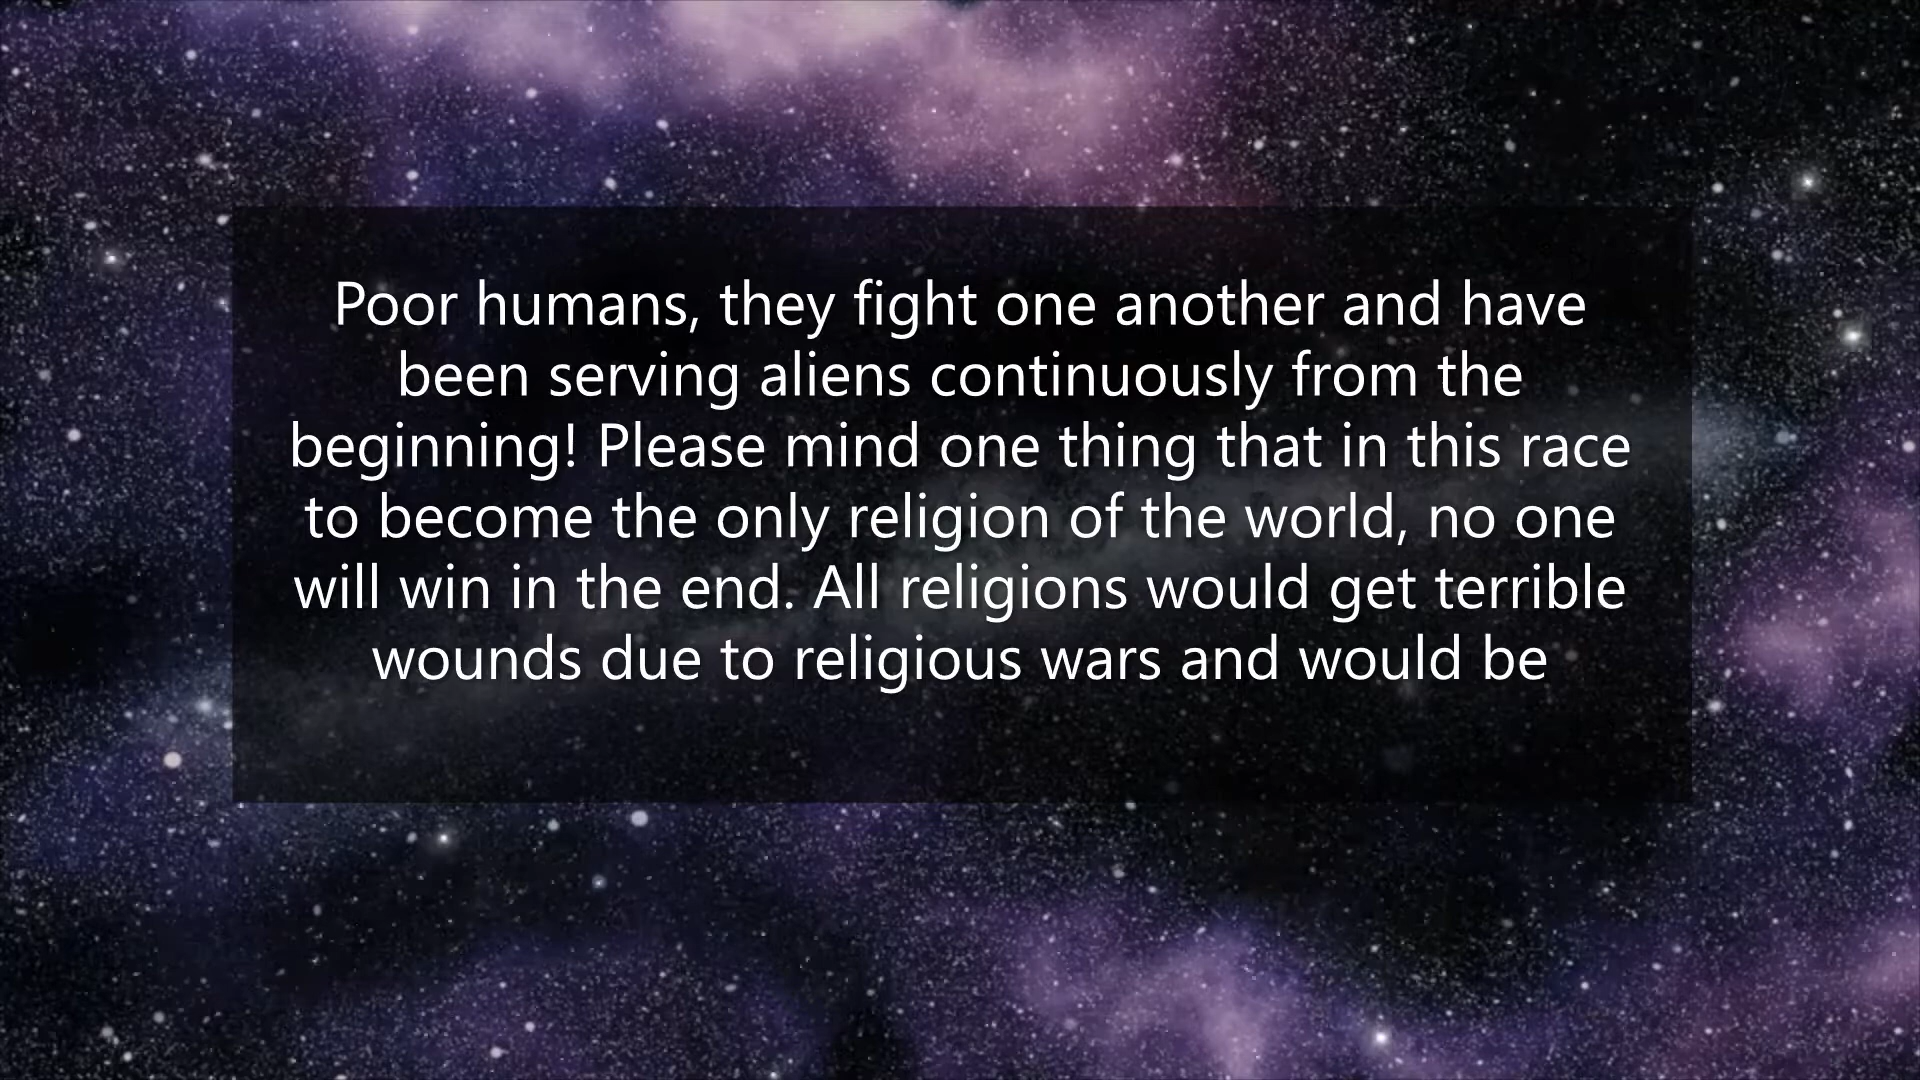 Poor humans, they fight one another and have
been serving aliens continuously from the
beginning! Please mind one thing that in this race
to become the only religion of the world, no one
will win in the end. All religions would get terrible
wounds due to religious wars and would be